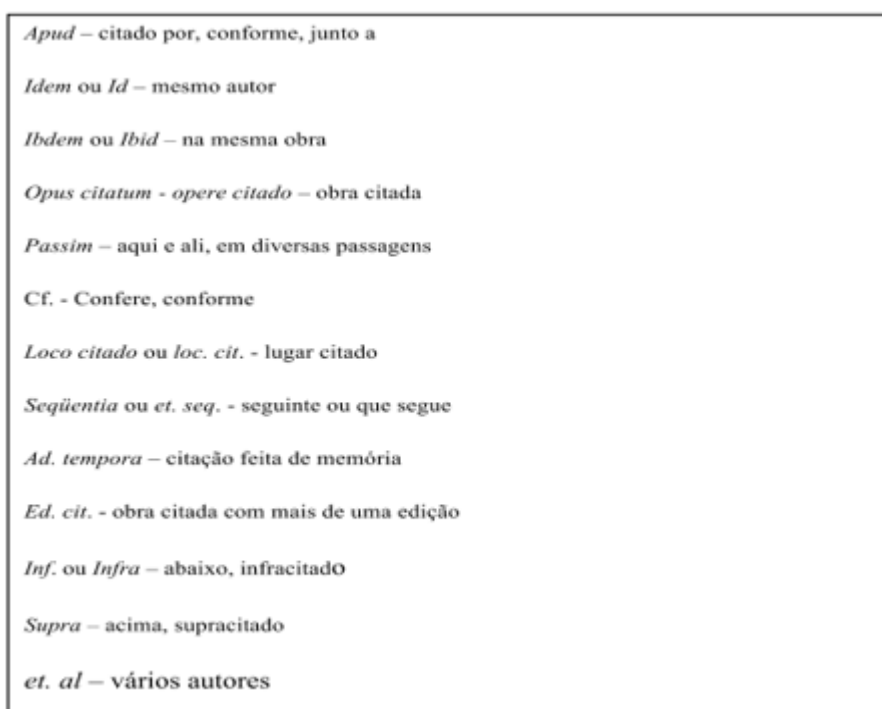 Apud – citado por, conforme, junto a
Idem ou Id – mesmo autor
Ibdem ou Ibid – na mesma obra
Opus citatum - opere citado – obra citada
Passim – aqui e ali, em diversas passagens
Cf. - Confere, conforme
Loco citado ou loc. cit. - lugar citado
Seqüentia ou et. seq. - seguinte ou que segue
Ad. tempora – citação feita de memória
Ed. cit. - obra citada com mais de uma edição
Inf. ou Infra – abaixo, infracitado
Supra – acima, supracitado
et. al – vários autores